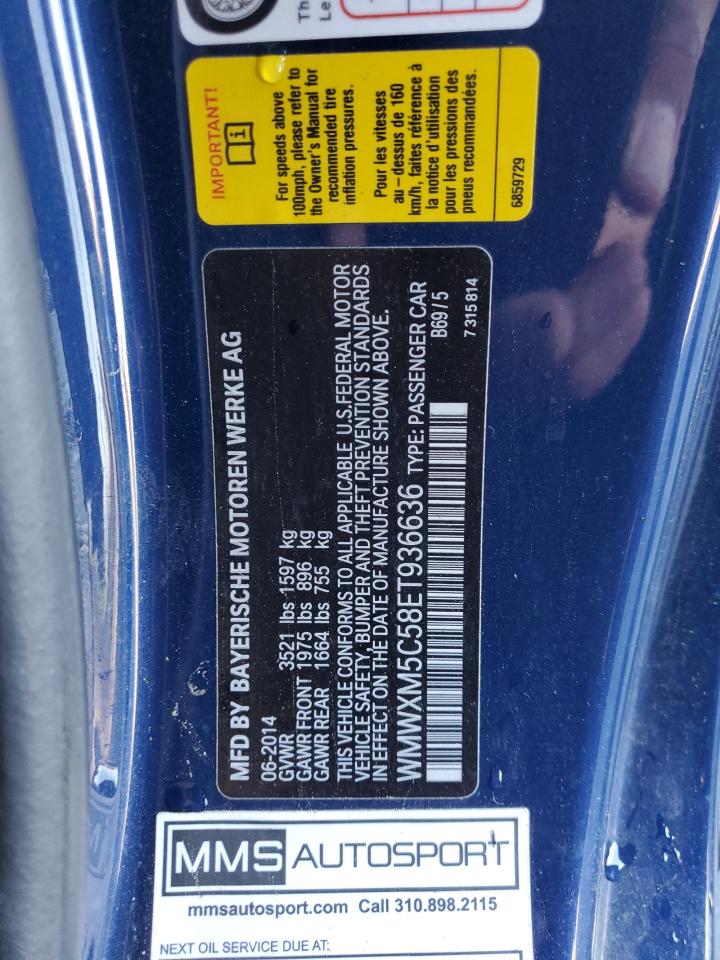 Th
Le
IMPORTANT!
For speeds above
100mph, please refer to
the Owner's Manual for
recommended tire
inflation pressures.
Pour les vitesses
au-dessus de 160
km/h, faites référence à
la notice d'utilisation
pour les pressions des
pneus recommandées.
6859729
MFD BY BAYERISCHE MOTOREN WERKE AG
06-2014
GVWR 3521 lbs 1597 kg
GAWR FRONT 1975 lbs 896 kg
GAWR REAR 1664 lbs 755 kg
THIS VEHICLE CONFORMS TO ALL APPLICABLE U.S.FEDERAL MOTOR
VEHICLE SAFETY, BUMPER AND THEFT PREVENTION STANDARDS
IN EFFECT ON THE DATE OF MANUFACTURE SHOWN ABOVE.
WMWXM5C58ET936636 TYPE: PASSENGER CAR
B69/5
7315814
MMS AUTOSPORT
mmsautosport.com Call 310.898.2115
NEXT OIL SERVICE DUE AT: